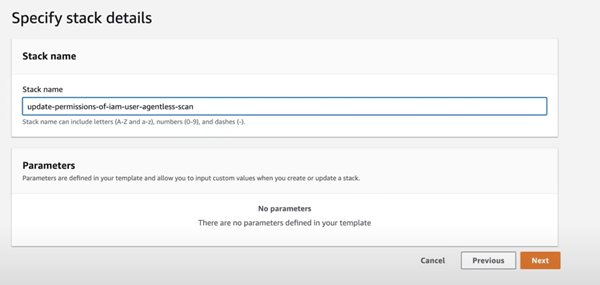 Specify stack details
Stack name
Stack name
update-permissions-of-iam-user-agentless-scan
Stack name can include letters (A-Z and a-z), numbers (0-9), and dashes (-).
Parameters
Parameters are defined in your template and allow you to input custom values when you create or update a stack.
No parameters
There are no parameters defined in your template
Cancel Previous Next